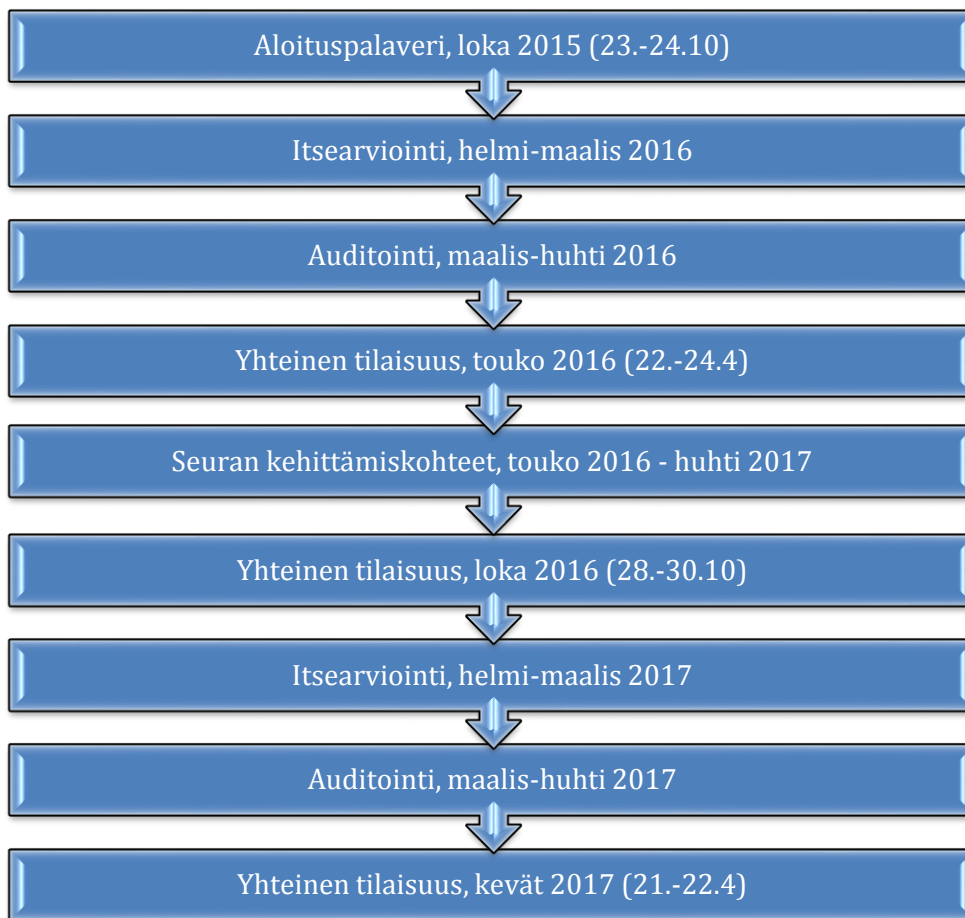 Aloituspalaveri, loka 2015 (23.-24.10)
Itsearviointi, helmi-maalis 2016
Auditointi, maalis-huhti 2016
Yhteinen tilaisuus, touko 2016 (22.-24.4)
Seuran kehittämiskohteet, touko 2016 - huhti 2017
Yhteinen tilaisuus, loka 2016 (28.-30.10)
Itsearviointi, helmi-maalis 2017
Auditointi, maalis-huhti 2017
Yhteinen tilaisuus, kevät 2017 (21.-22.4)